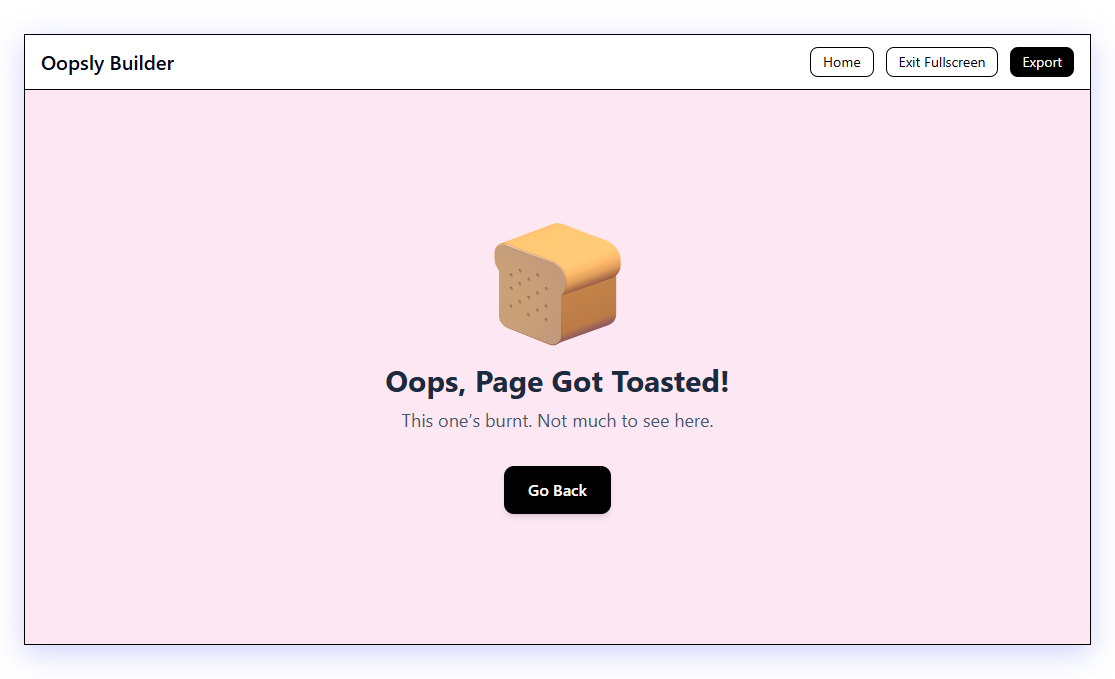 Oopsly Builder
Home
Exit Fullscreen
Export
Oops, Page Got Toasted!
This one’s burnt. Not much to see here.
Go Back